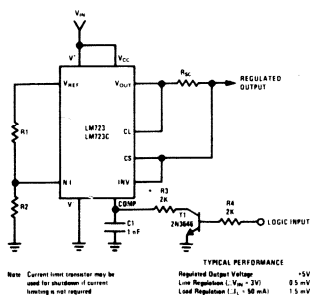 VIN
V+ VCC
VREF VOUT
RSC
REGULATED
OUTPUT
LM723
LM723C
CL
R1
CS
NI INV
R2
V- COMP
R3
2K
T1
2N3646
R4
2K
LOGIC INPUT
C1
1 nF
TYPICAL PERFORMANCE
Note Current limit transistor may be
used for shutdown if current
limiting is not required
Regulated Output Voltage +5V
Line Regulation (ΔVIN = 3V) 0.5 mV
Load Regulation (ΔIL = 50 mA) 1.5 mV